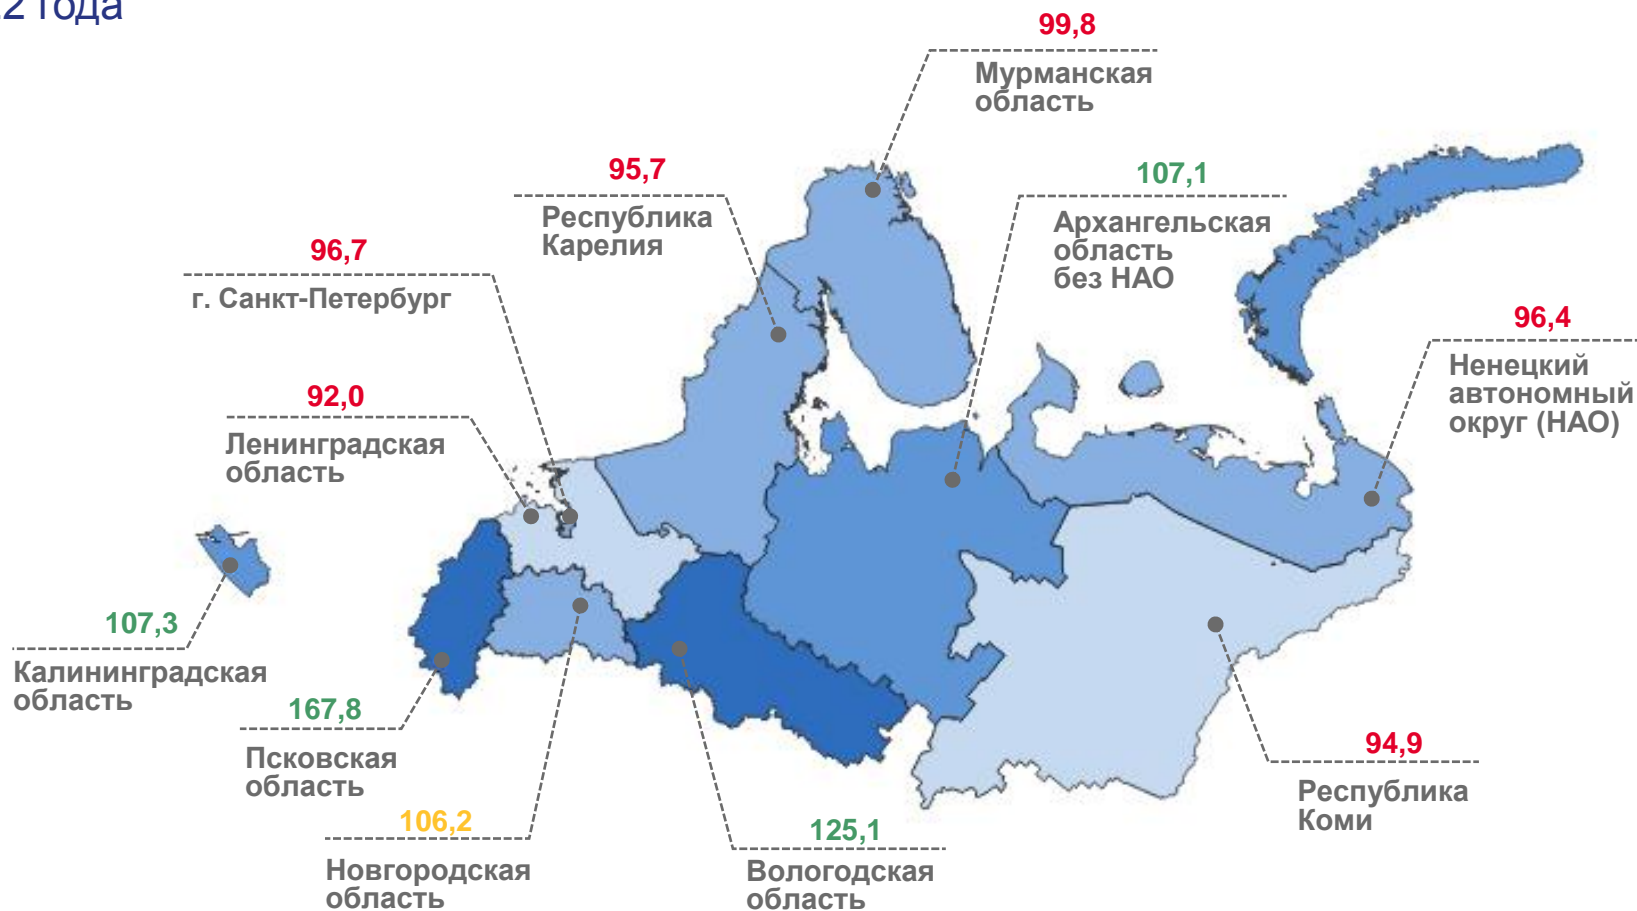 2 года
99,8
Мурманская
область
95,7
Республика
Карелия
107,1
Архангельская
область
без НАО
96,7
г. Санкт-Петербург
96,4
Ненецкий
автономный
округ (НАО)
92,0
Ленинградская
область
107,3
Калининградская
область
167,8
Псковская
область
94,9
Республика
Коми
106,2
Новгородская
область
125,1
Вологодская
область